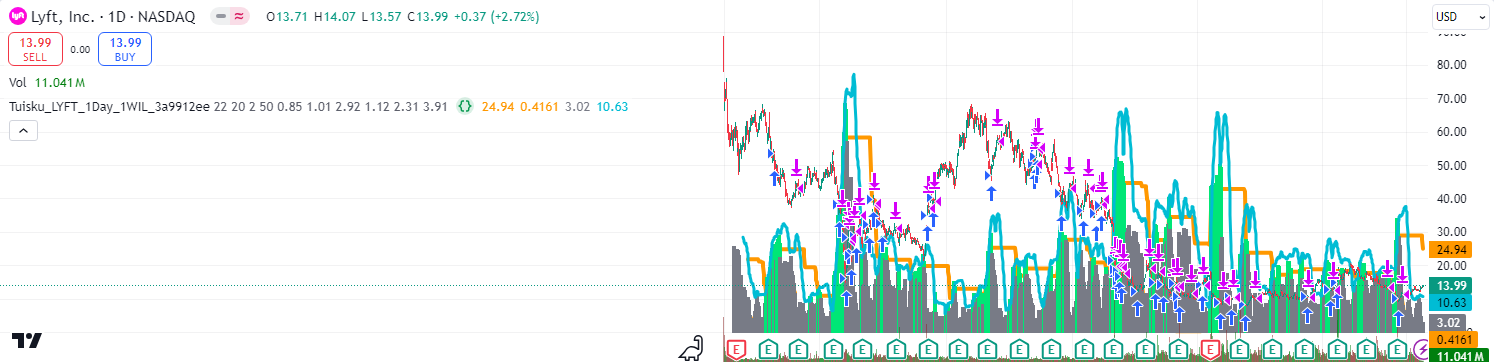 Lyft, Inc. · 1D · NASDAQ O13.71 H14.07 L13.57 C13.99 +0.37 (+2.72%)
USD
13.99 SELL
0.00
13.99 BUY
Vol 11.041 M
Tuisku_LYFT_1Day_1WIL_3a9912ee 22 20 2 50 0.85 1.01 2.92 1.12 2.31 3.91 {} 24.94 0.4161 3.02 10.63
80.00
70.00
60.00
50.00
40.00
30.00
24.94
20.00
13.99
10.63
3.02
0.4161
11.041 M
E E E E E E E E E E E E E E E E E E E E E E